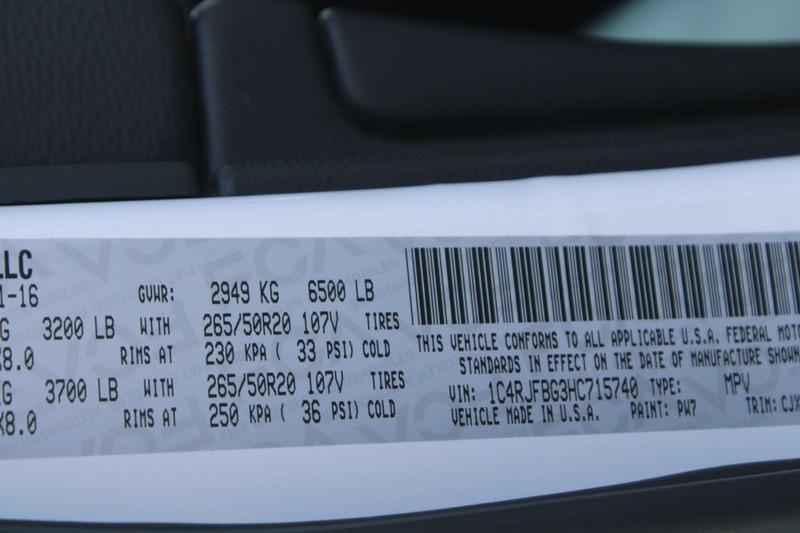 LLC
1-16 GVWR: 2949 KG 6500 LB
G 3200 LB WITH 265/50R20 107V TIRES
X8.0 RIMS AT 230 KPA ( 33 PSI) COLD
KG 3700 LB WITH 265/50R20 107V TIRES
X8.0 RIMS AT 250 KPA ( 36 PSI) COLD
THIS VEHICLE CONFORMS TO ALL APPLICABLE U.S.A. FEDERAL MOTO
STANDARDS IN EFFECT ON THE DATE OF MANUFACTURE SHOWN
VIN: 1C4RJFBG3HC715740 TYPE: MPV
VEHICLE MADE IN U.S.A. PAINT: PW7 TRIM: CJX